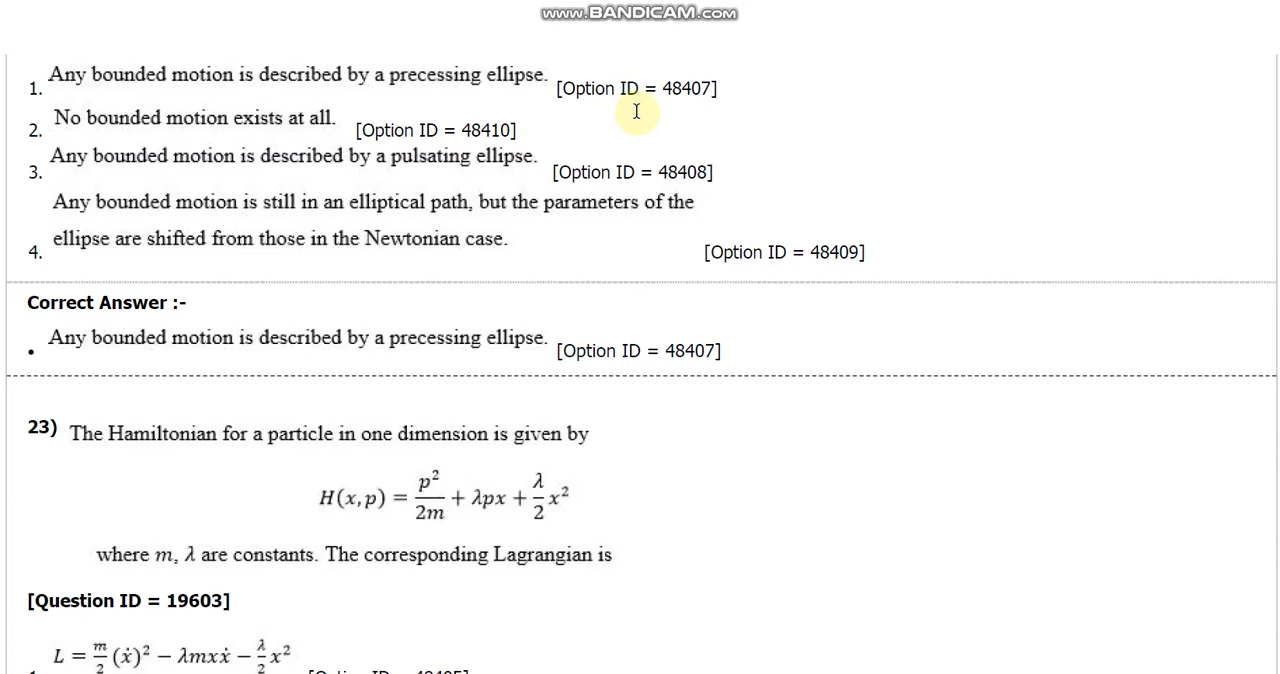 www.BANDICAM.com
1. Any bounded motion is described by a precessing ellipse. [Option ID = 48407]
2. No bounded motion exists at all. [Option ID = 48410]
3. Any bounded motion is described by a pulsating ellipse. [Option ID = 48408]
Any bounded motion is still in an elliptical path, but the parameters of the
4. ellipse are shifted from those in the Newtonian case. [Option ID = 48409]
Correct Answer :-
• Any bounded motion is described by a precessing ellipse. [Option ID = 48407]
23) The Hamiltonian for a particle in one dimension is given by
H(x,p) = p²/2m + λpx + λ/2 x²
where m, λ are constants. The corresponding Lagrangian is
[Question ID = 19603]
L = m/2 (ẋ)² − λmxẋ − λ/2 x²